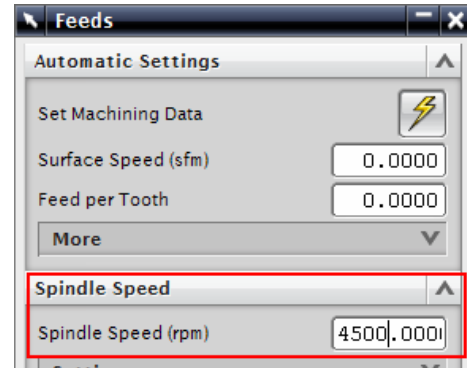 Feeds
Automatic Settings
Set Machining Data
Surface Speed (sfm) 0.0000
Feed per Tooth 0.0000
More
Spindle Speed
Spindle Speed (rpm) 4500.000